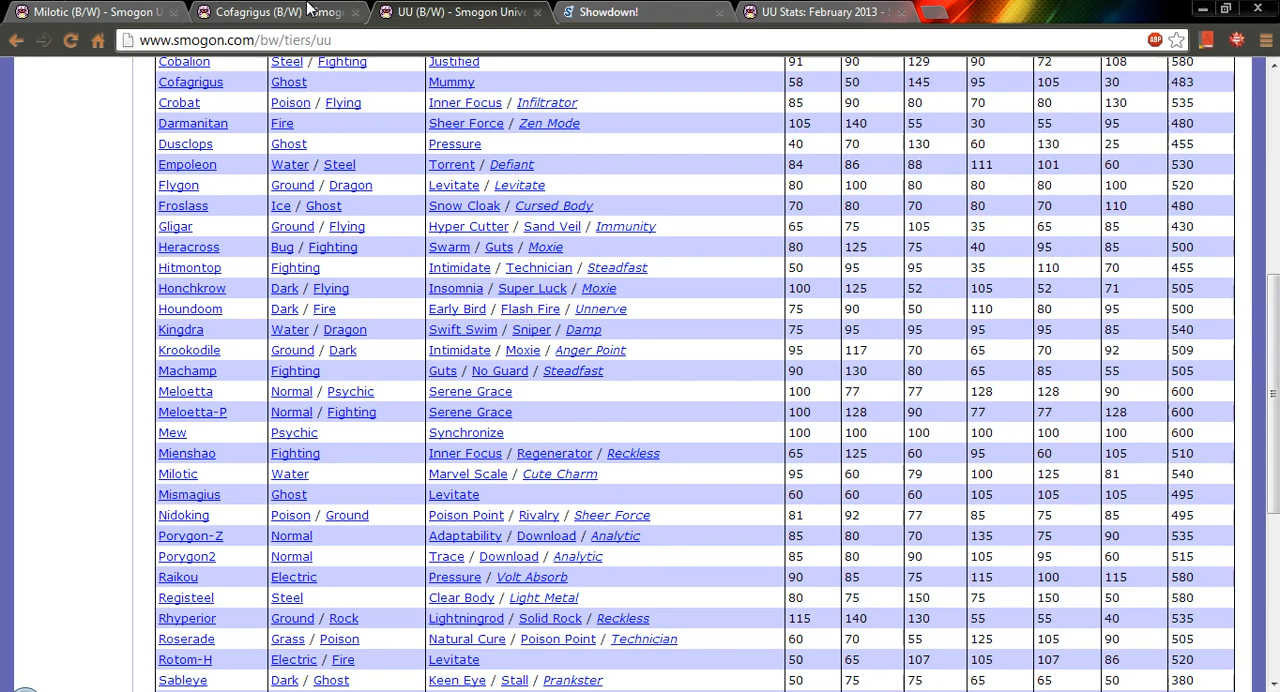 Milotic (B/W) - Smogon U
Cofagrigus (B/W) - Smogo
UU (B/W) - Smogon Unive
Showdown!
UU Stats: February 2013 -
www.smogon.com/bw/tiers/uu
ABP
Cobalion Steel / Fighting Justified 91 90 129 90 72 108 580
Cofagrigus Ghost Mummy 58 50 145 95 105 30 483
Crobat Poison / Flying Inner Focus / Infiltrator 85 90 80 70 80 130 535
Darmanitan Fire Sheer Force / Zen Mode 105 140 55 30 55 95 480
Dusclops Ghost Pressure 40 70 130 60 130 25 455
Empoleon Water / Steel Torrent / Defiant 84 86 88 111 101 60 530
Flygon Ground / Dragon Levitate / Levitate 80 100 80 80 80 100 520
Froslass Ice / Ghost Snow Cloak / Cursed Body 70 80 70 80 70 110 480
Gligar Ground / Flying Hyper Cutter / Sand Veil / Immunity 65 75 105 35 65 85 430
Heracross Bug / Fighting Swarm / Guts / Moxie 80 125 75 40 95 85 500
Hitmontop Fighting Intimidate / Technician / Steadfast 50 95 95 35 110 70 455
Honchkrow Dark / Flying Insomnia / Super Luck / Moxie 100 125 52 105 52 71 505
Houndoom Dark / Fire Early Bird / Flash Fire / Unnerve 75 90 50 110 80 95 500
Kingdra Water / Dragon Swift Swim / Sniper / Damp 75 95 95 95 95 85 540
Krookodile Ground / Dark Intimidate / Moxie / Anger Point 95 117 70 65 70 92 509
Machamp Fighting Guts / No Guard / Steadfast 90 130 80 65 85 55 505
Meloetta Normal / Psychic Serene Grace 100 77 77 128 128 90 600
Meloetta-P Normal / Fighting Serene Grace 100 128 90 77 77 128 600
Mew Psychic Synchronize 100 100 100 100 100 100 600
Mienshao Fighting Inner Focus / Regenerator / Reckless 65 125 60 95 60 105 510
Milotic Water Marvel Scale / Cute Charm 95 60 79 100 125 81 540
Mismagius Ghost Levitate 60 60 60 105 105 105 495
Nidoking Poison / Ground Poison Point / Rivalry / Sheer Force 81 92 77 85 75 85 495
Porygon-Z Normal Adaptability / Download / Analytic 85 80 70 135 75 90 535
Porygon2 Normal Trace / Download / Analytic 85 80 90 105 95 60 515
Raikou Electric Pressure / Volt Absorb 90 85 75 115 100 115 580
Registeel Steel Clear Body / Light Metal 80 75 150 75 150 50 580
Rhyperior Ground / Rock Lightningrod / Solid Rock / Reckless 115 140 130 55 55 40 535
Roserade Grass / Poison Natural Cure / Poison Point / Technician 60 70 55 125 105 90 505
Rotom-H Electric / Fire Levitate 50 65 107 105 107 86 520
Sableye Dark / Ghost Keen Eye / Stall / Prankster 50 75 75 65 65 50 380